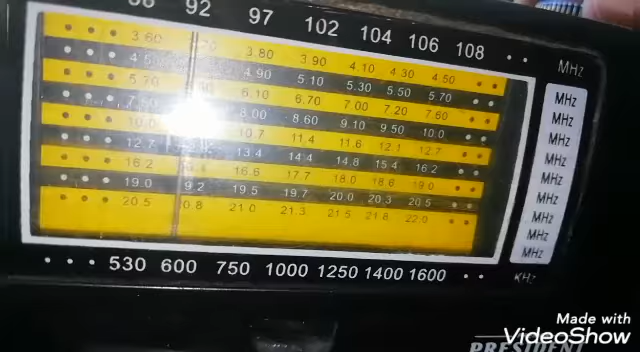 88 92 97 102 104 106 108 MHz
3.60 3.80 3.90 4.10 4.30 4.50 MHz
4.90 5.10 5.30 5.50 5.70 MHz
5.70 6.10 6.70 7.00 7.20 7.60 MHz
8.00 8.60 9.10 9.50 10.0 MHz
10.0 10.7 11.4 11.6 12.1 12.7 MHz
12.7 13.4 14.4 14.8 15.4 16.2 MHz
16.2 16.6 17.7 18.0 18.6 19.0 MHz
19.0 9.2 19.5 19.7 20.0 20.3 20.5 MHz
20.5 0.8 21.0 21.3 21.5 21.8 22.0 MHz
530 600 750 1000 1250 1400 1600 KHz
Made with
VideoShow
PRESIDENT